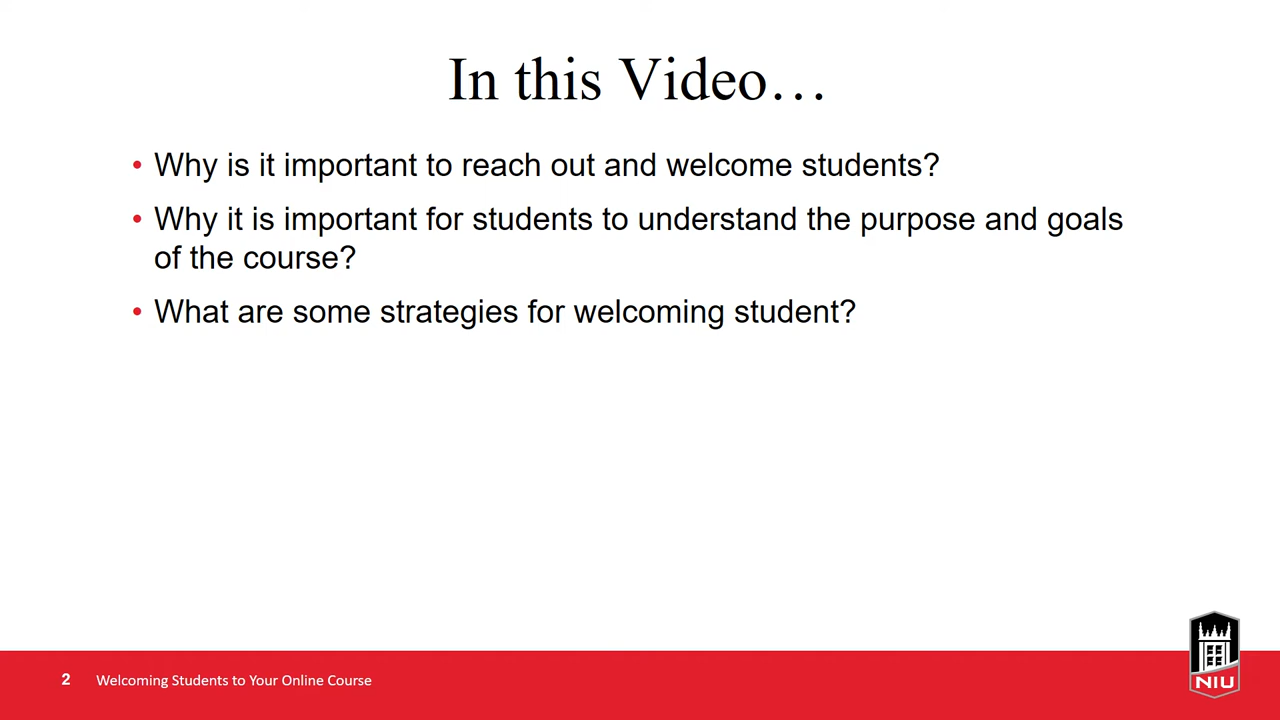 In this Video…
• Why is it important to reach out and welcome students?
• Why it is important for students to understand the purpose and goals
of the course?
• What are some strategies for welcoming student?
2 Welcoming Students to Your Online Course
NIU